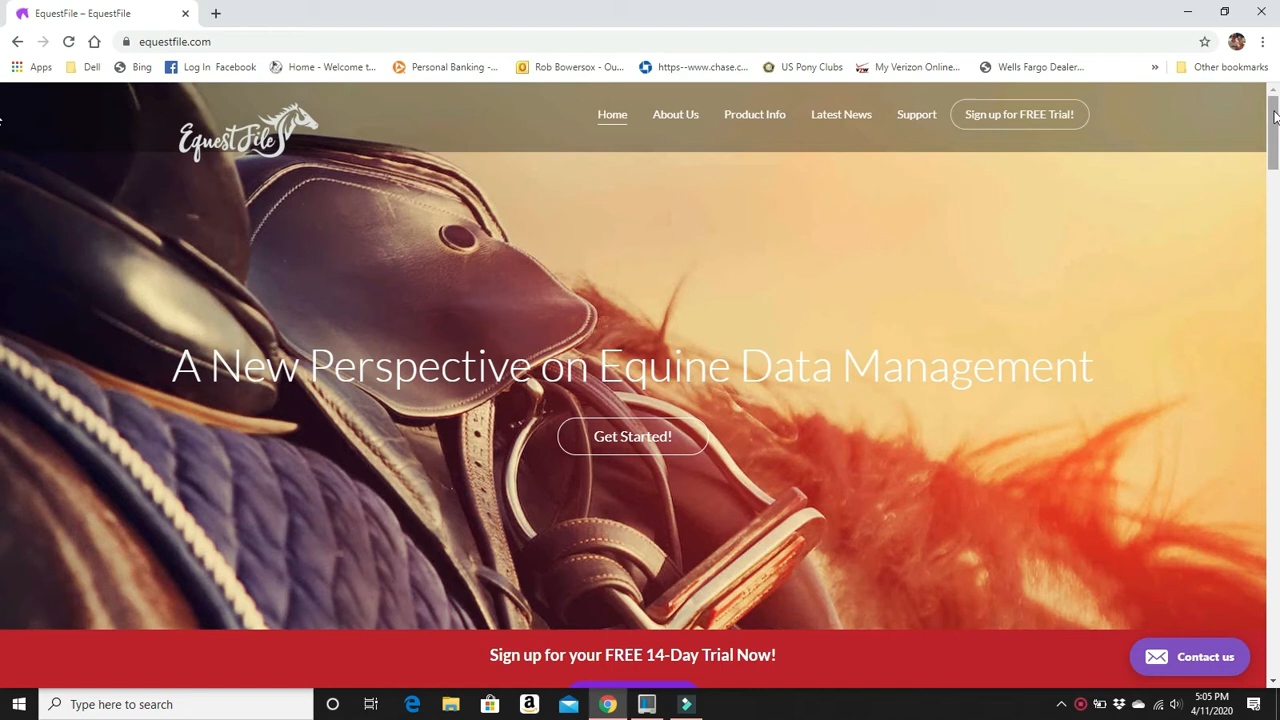 EquestFile – EquestFile
equestfile.com
Apps
Dell
Bing
Log In Facebook
Home - Welcome t...
Personal Banking -...
Rob Bowersox - Ou...
https--www.chase.c...
US Pony Clubs
My Verizon Online...
Wells Fargo Dealer...
»
Other bookmarks
EquestFile
Home
About Us
Product Info
Latest News
Support
Sign up for FREE Trial!
A New Perspective on Equine Data Management
Get Started!
Sign up for your FREE 14-Day Trial Now!
Contact us
Type here to search
5:05 PM
4/11/2020